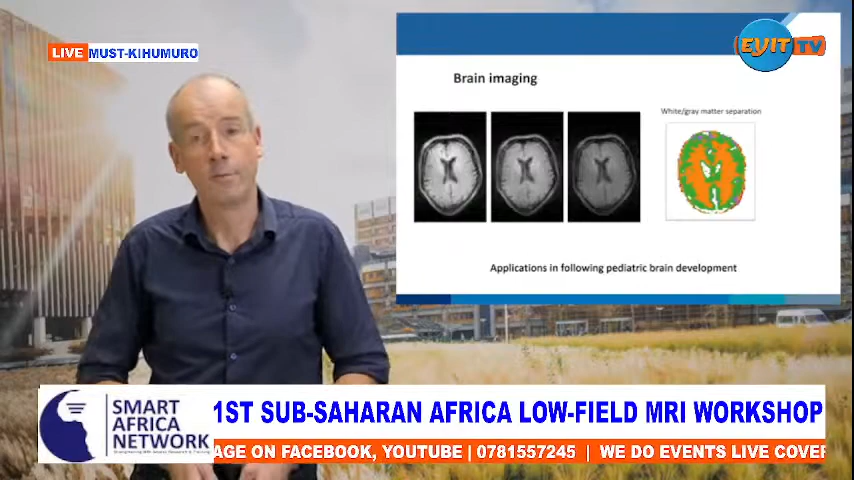 LIVE MUST-KIHUMURO
EVIT TV
Brain imaging
White/gray matter separation
Applications in following pediatric brain development
SMART
AFRICA
NETWORK
1ST SUB-SAHARAN AFRICA LOW-FIELD MRI WORKSHOP
AGE ON FACEBOOK, YOUTUBE | 0781557245 | WE DO EVENTS LIVE COVER